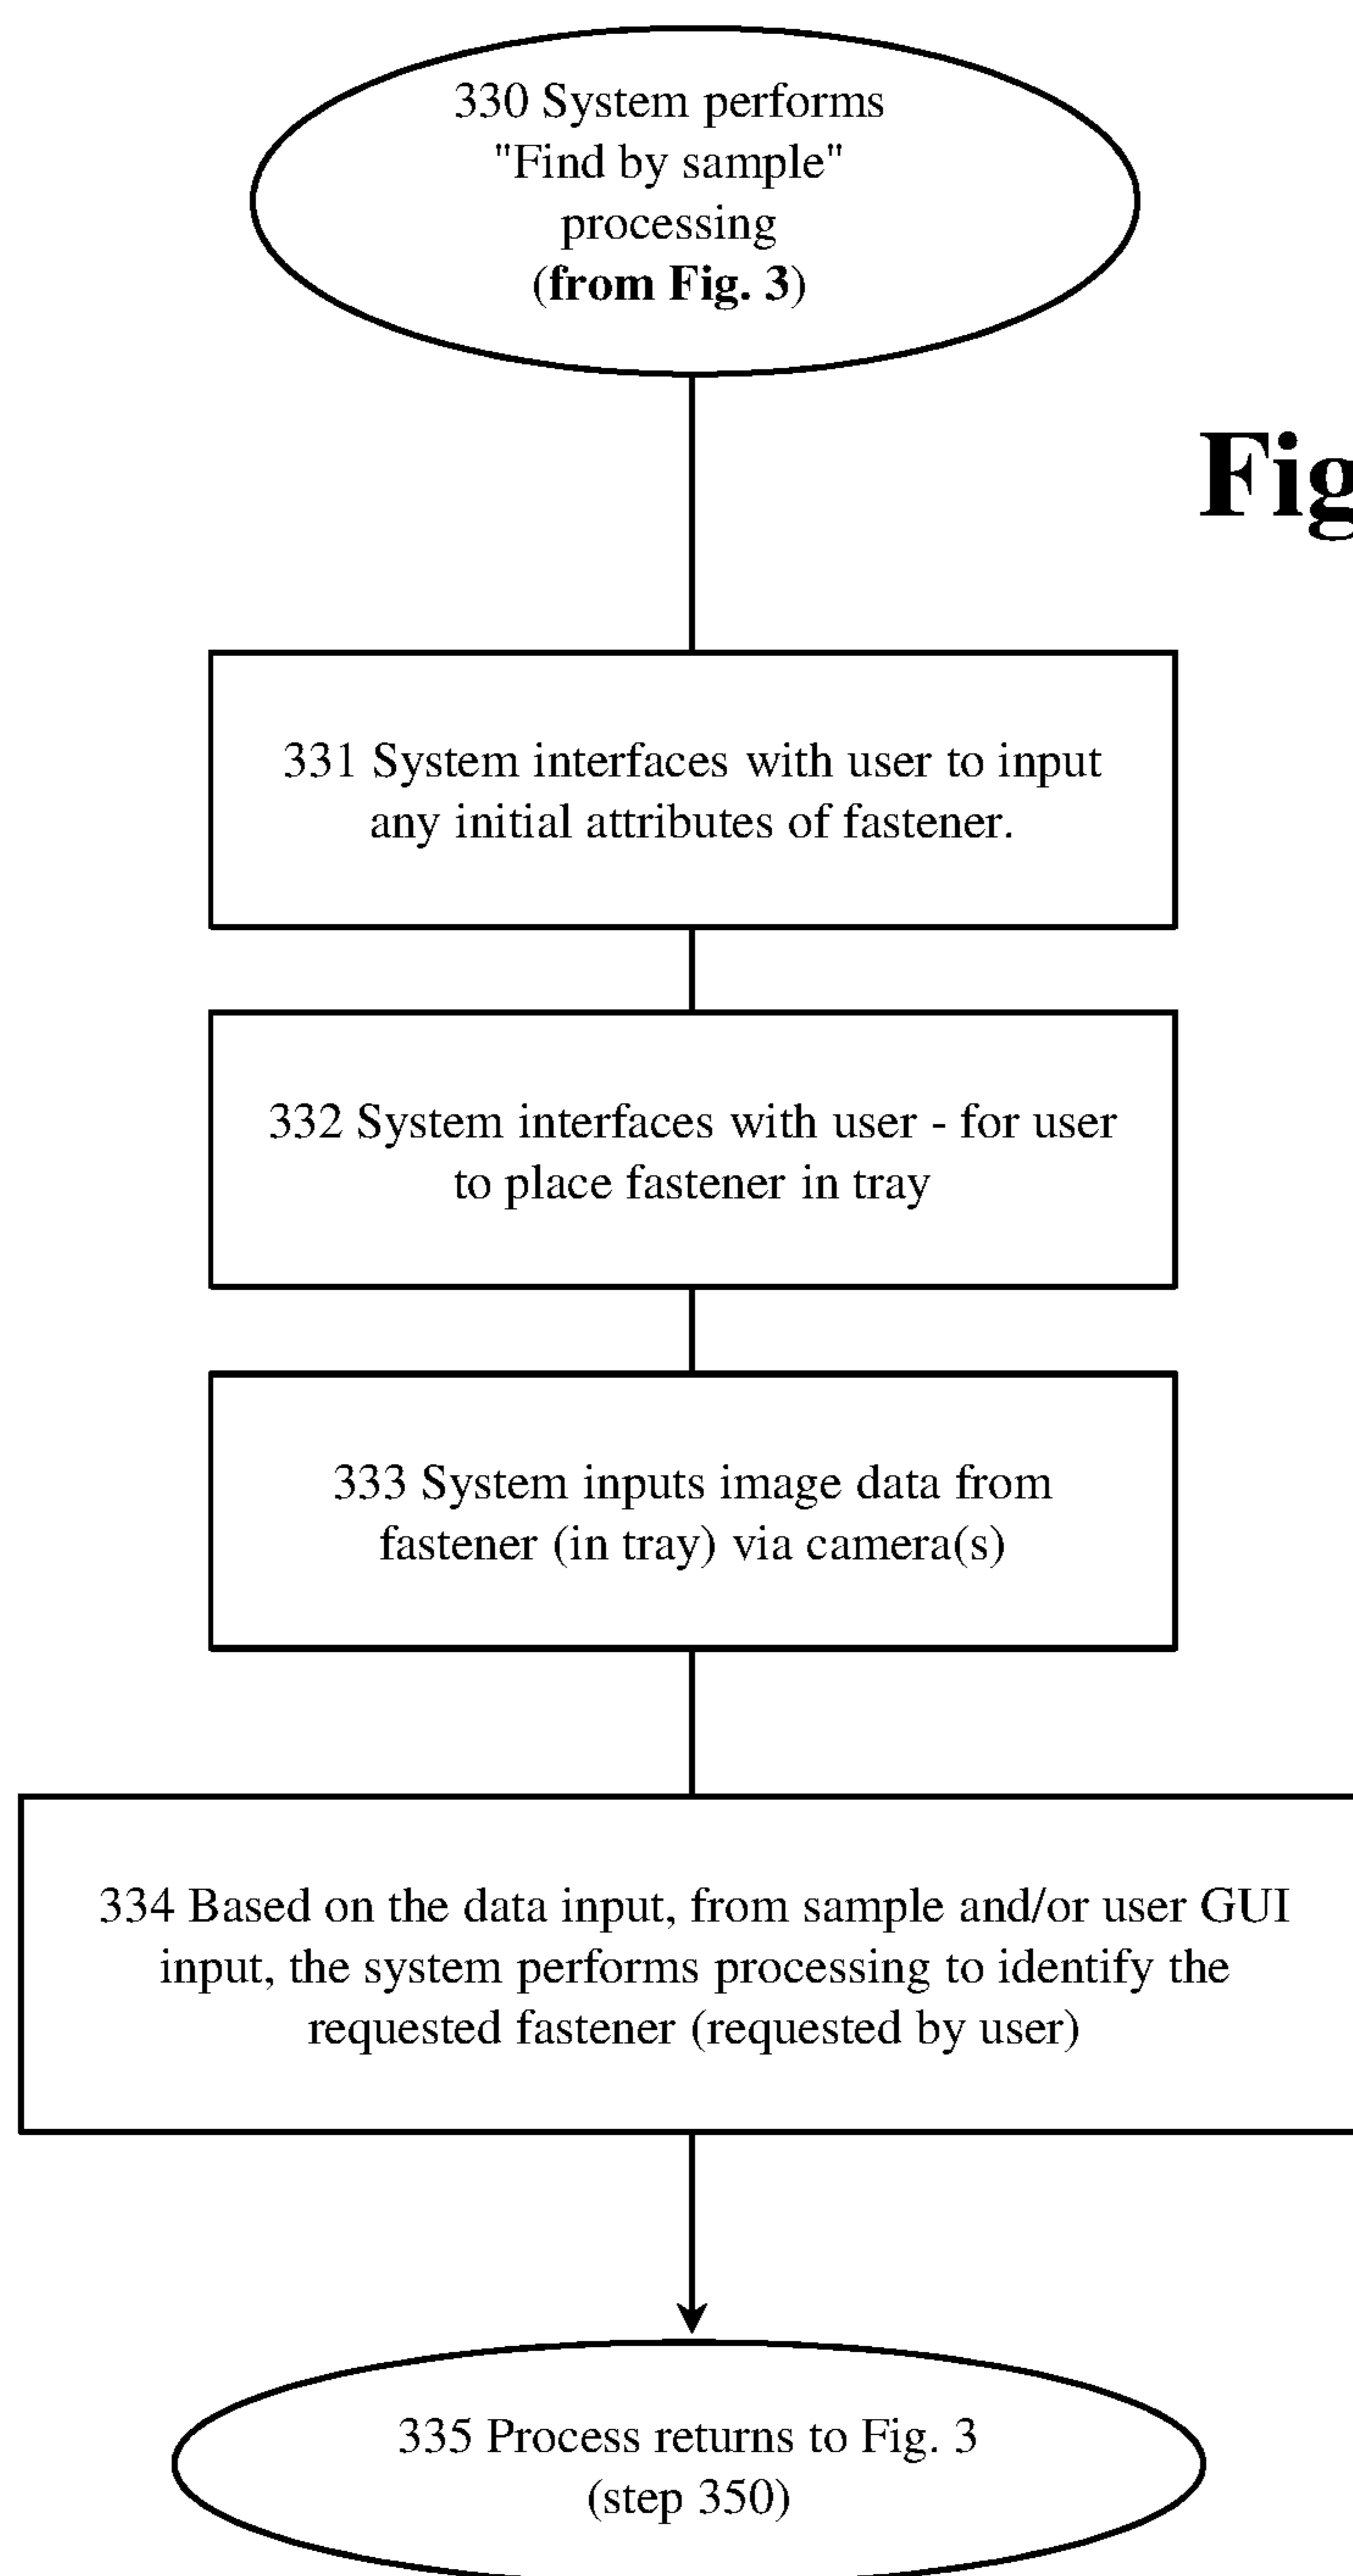 330 System performs
"Find by sample"
processing
(from Fig. 3)
Fig
331 System interfaces with user to input
any initial attributes of fastener.
332 System interfaces with user - for user
to place fastener in tray
333 System inputs image data from
fastener (in tray) via camera(s)
334 Based on the data input, from sample and/or user GUI
input, the system performs processing to identify the
requested fastener (requested by user)
335 Process returns to Fig. 3
(step 350)